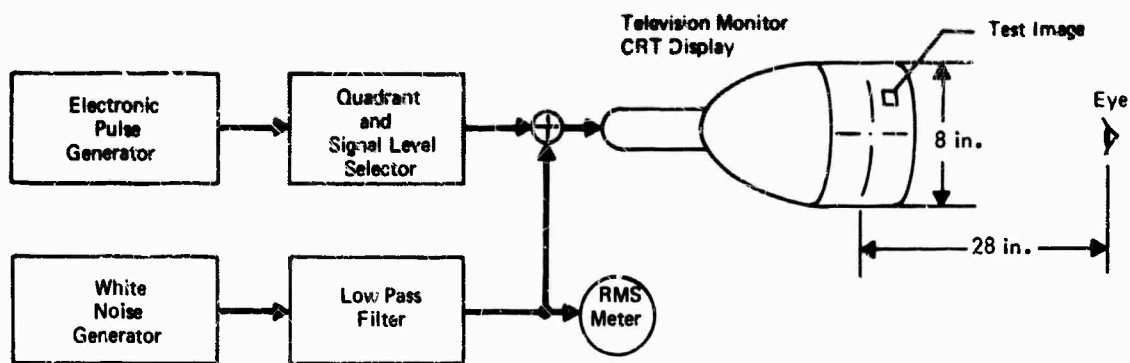 Television Monitor
CRT Display
Test Image
Electronic
Pulse
Generator
Quadrant
and
Signal Level
Selector
Eye
8 in.
28 in.
White
Noise
Generator
Low Pass
Filter
RMS
Meter